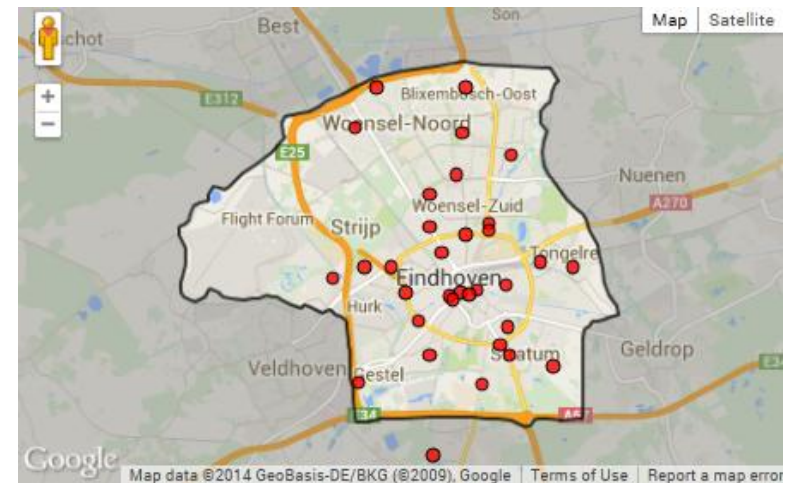 Son
Best
Map
Satellite
E312
Blixembosch-Oost
Woensel-Noord
E25
Nuenen
A270
Woensel-Zuid
Flight Forum
Strijp
Tongelre
Eindhoven
Hurk
Geldrop
Stratum
Veldhoven
Gestel
E34
A67
Google
Map data ©2014 GeoBasis-DE/BKG (©2009), Google
Terms of Use
Report a map error